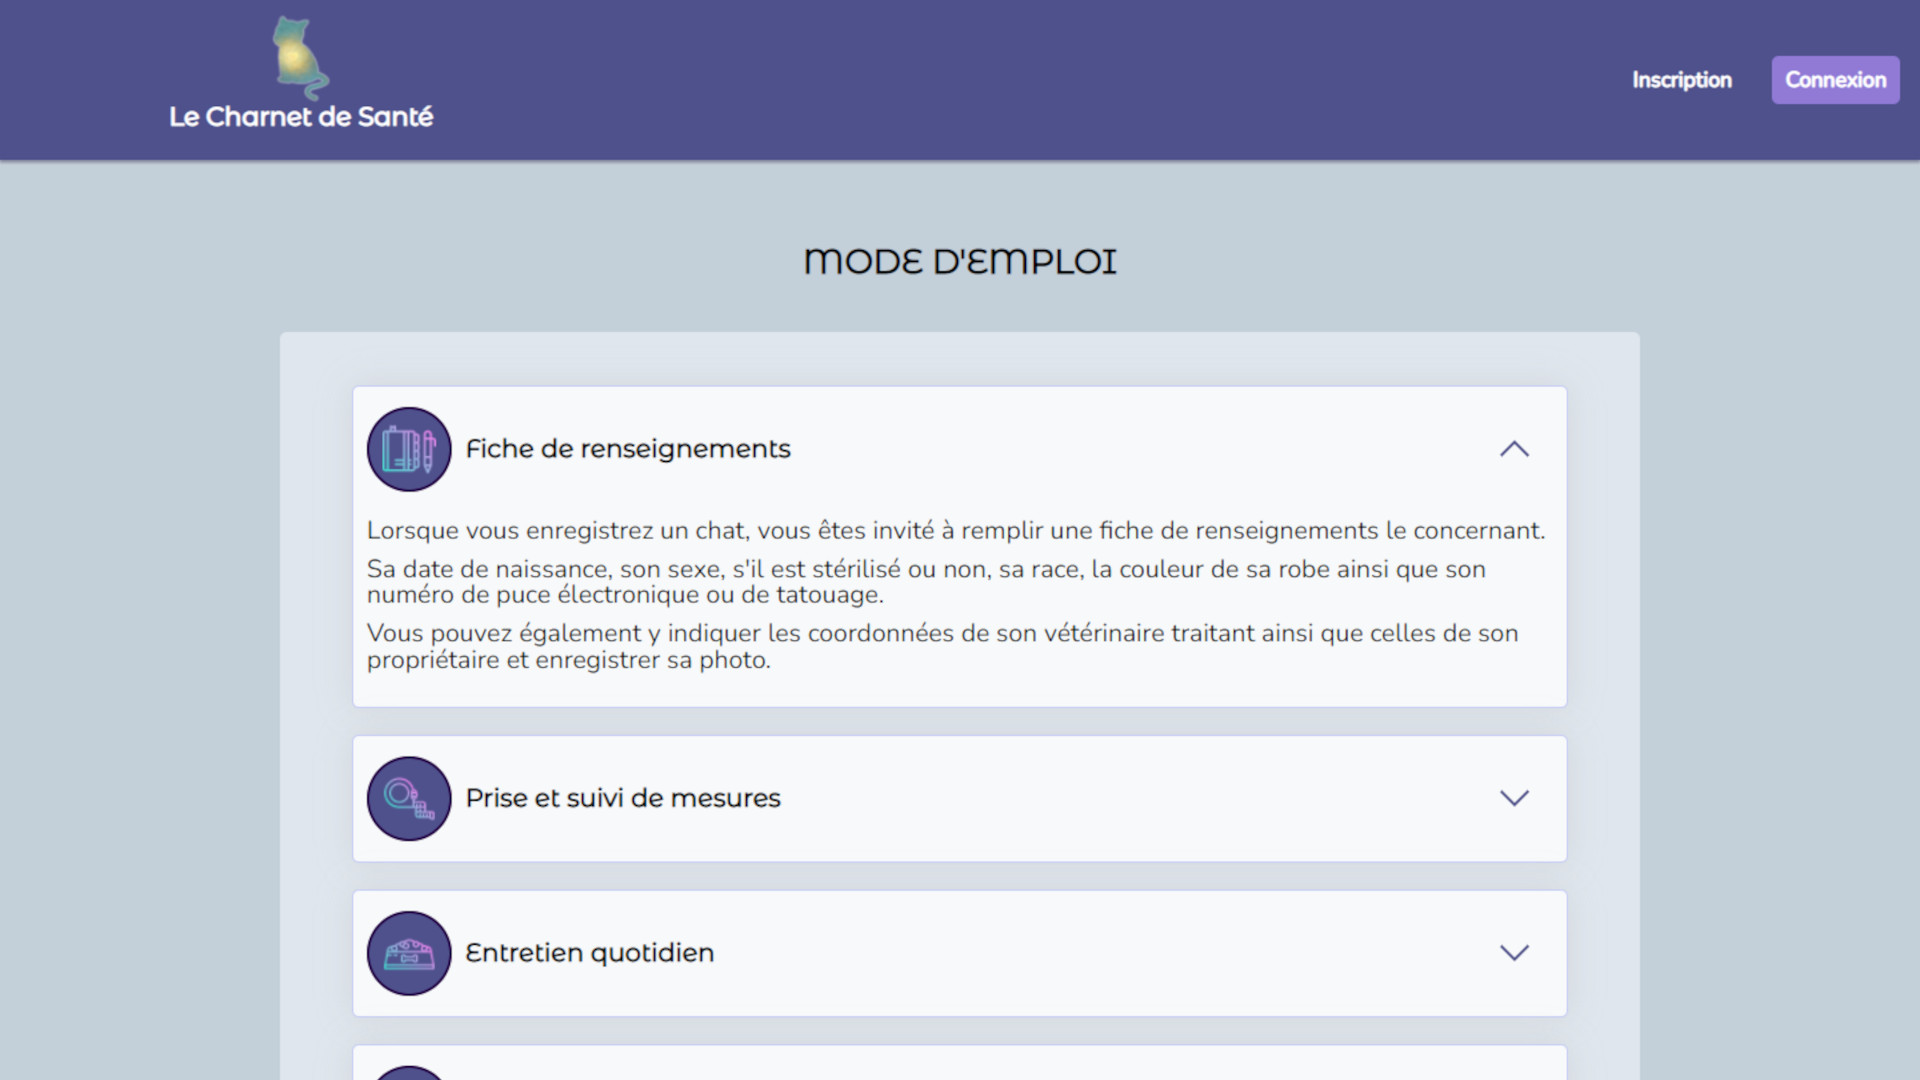 Le Charnet de Santé
Inscription
Connexion
MODE D'EMPLOI
Fiche de renseignements
Lorsque vous enregistrez un chat, vous êtes invité à remplir une fiche de renseignements le concernant.
Sa date de naissance, son sexe, s'il est stérilisé ou non, sa race, la couleur de sa robe ainsi que son
numéro de puce électronique ou de tatouage.
Vous pouvez également y indiquer les coordonnées de son vétérinaire traitant ainsi que celles de son
propriétaire et enregistrer sa photo.
Prise et suivi de mesures
Entretien quotidien